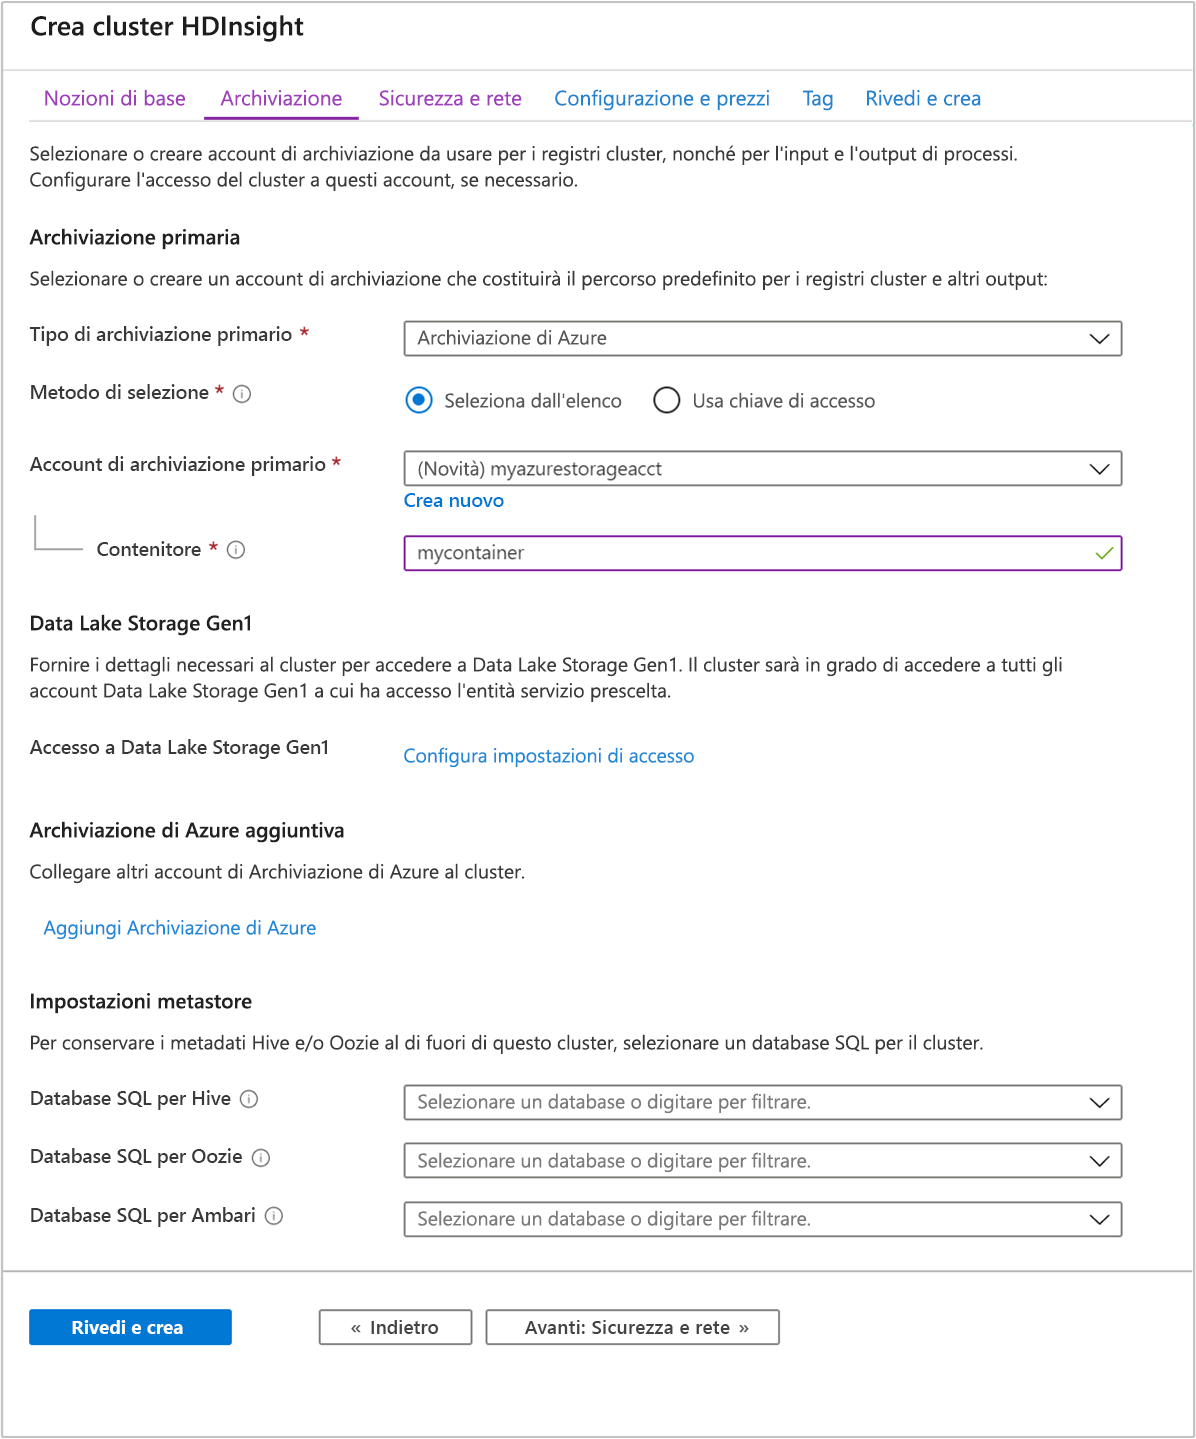 Crea cluster HDInsight
Nozioni di base Archiviazione Sicurezza e rete Configurazione e prezzi Tag Rivedi e crea
Selezionare o creare account di archiviazione da usare per i registri cluster, nonché per l'input e l'output di processi.
Configurare l'accesso del cluster a questi account, se necessario.
Archiviazione primaria
Selezionare o creare un account di archiviazione che costituirà il percorso predefinito per i registri cluster e altri output:
Tipo di archiviazione primario * Archiviazione di Azure
Metodo di selezione * Seleziona dall'elenco Usa chiave di accesso
Account di archiviazione primario * (Novità) myazurestorageacct
Crea nuovo
Contenitore * mycontainer
Data Lake Storage Gen1
Fornire i dettagli necessari al cluster per accedere a Data Lake Storage Gen1. Il cluster sarà in grado di accedere a tutti gli
account Data Lake Storage Gen1 a cui ha accesso l'entità servizio prescelta.
Accesso a Data Lake Storage Gen1 Configura impostazioni di accesso
Archiviazione di Azure aggiuntiva
Collegare altri account di Archiviazione di Azure al cluster.
Aggiungi Archiviazione di Azure
Impostazioni metastore
Per conservare i metadati Hive e/o Oozie al di fuori di questo cluster, selezionare un database SQL per il cluster.
Database SQL per Hive Selezionare un database o digitare per filtrare.
Database SQL per Oozie Selezionare un database o digitare per filtrare.
Database SQL per Ambari Selezionare un database o digitare per filtrare.
Rivedi e crea « Indietro Avanti: Sicurezza e rete »